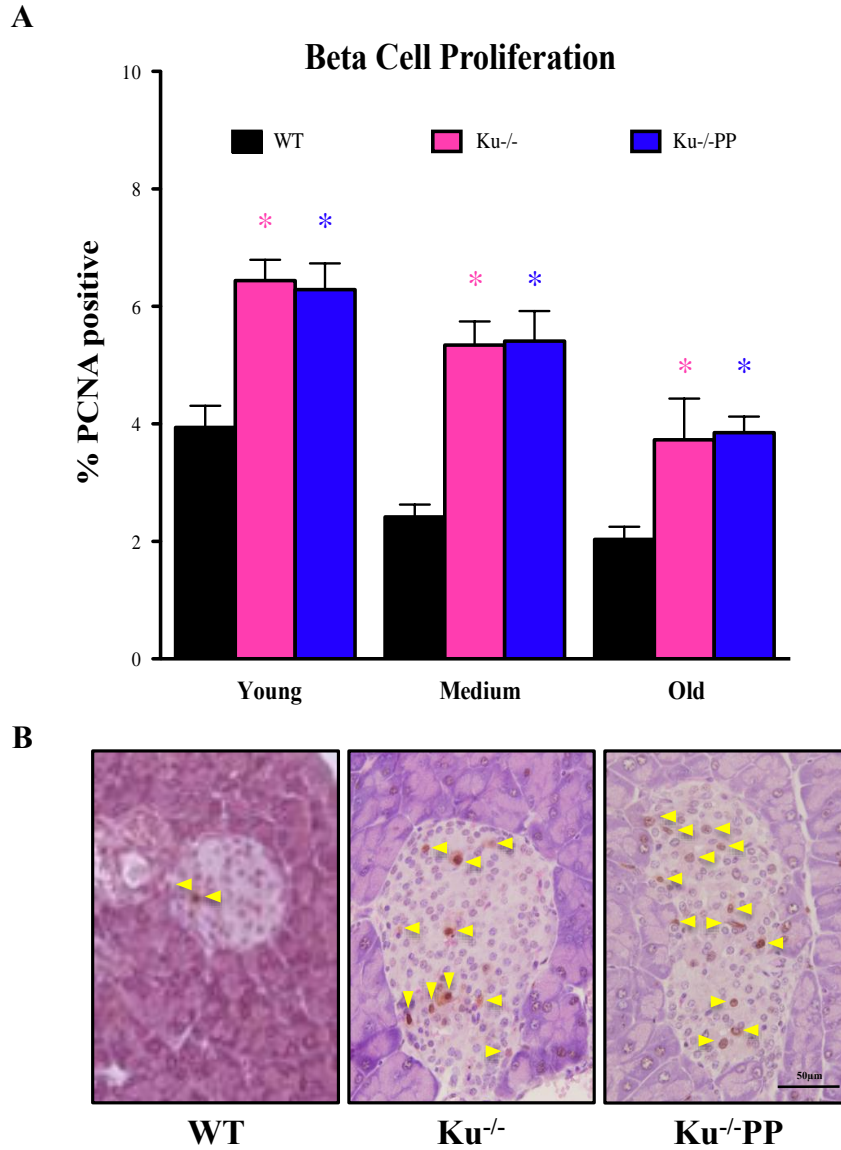 A
Beta Cell Proliferation
10
WT Ku-/- Ku-/-PP
8
* *
* *
6
* *
4
2
0
% PCNA positive
Young Medium Old
B
50µm
WT Ku-/- Ku-/-PP